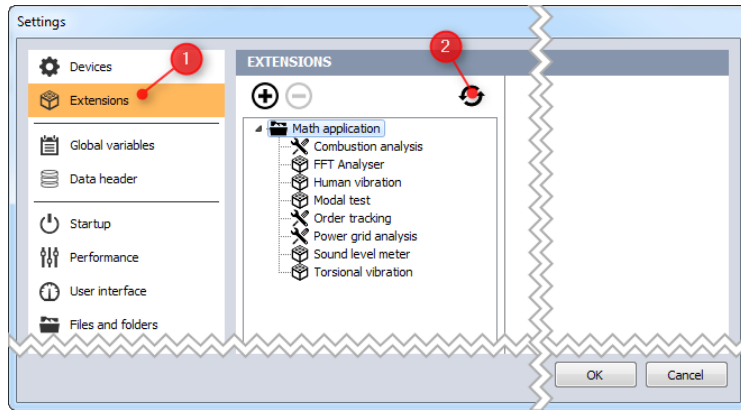 Settings
Devices
1
Extensions
Global variables
Data header
Startup
Performance
User interface
Files and folders
EXTENSIONS
2
Math application
Combustion analysis
FFT Analyser
Human vibration
Modal test
Order tracking
Power grid analysis
Sound level meter
Torsional vibration
OK
Cancel